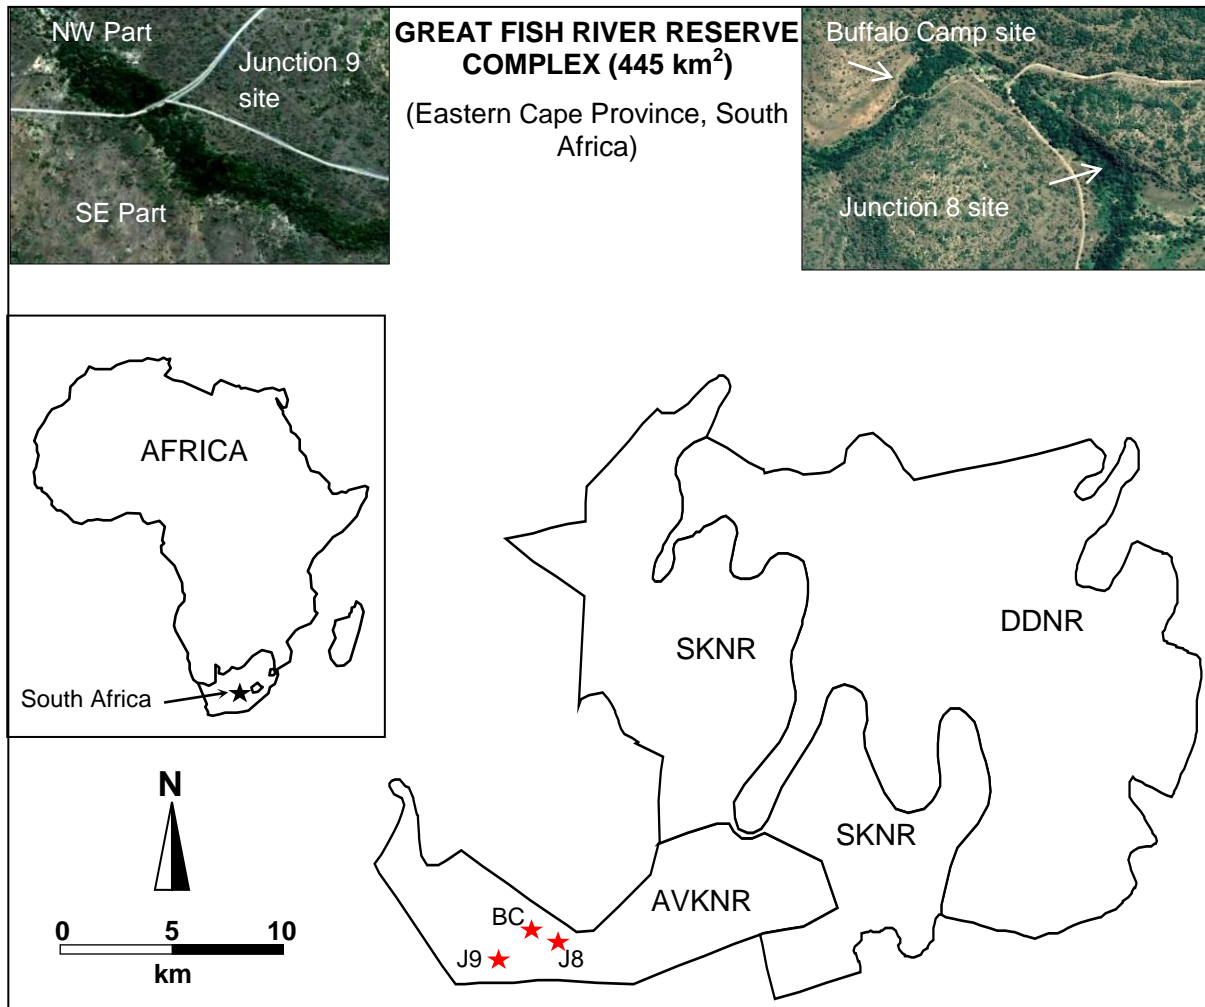 NW Part
Junction 9
site
SE Part
GREAT FISH RIVER RESERVE
COMPLEX (445 km²)
(Eastern Cape Province, South
Africa)
Buffalo Camp site
Junction 8 site
AFRICA
South Africa
SKNR
DDNR
SKNR
AVKNR
BC
J9
J8
N
0 5 10
km